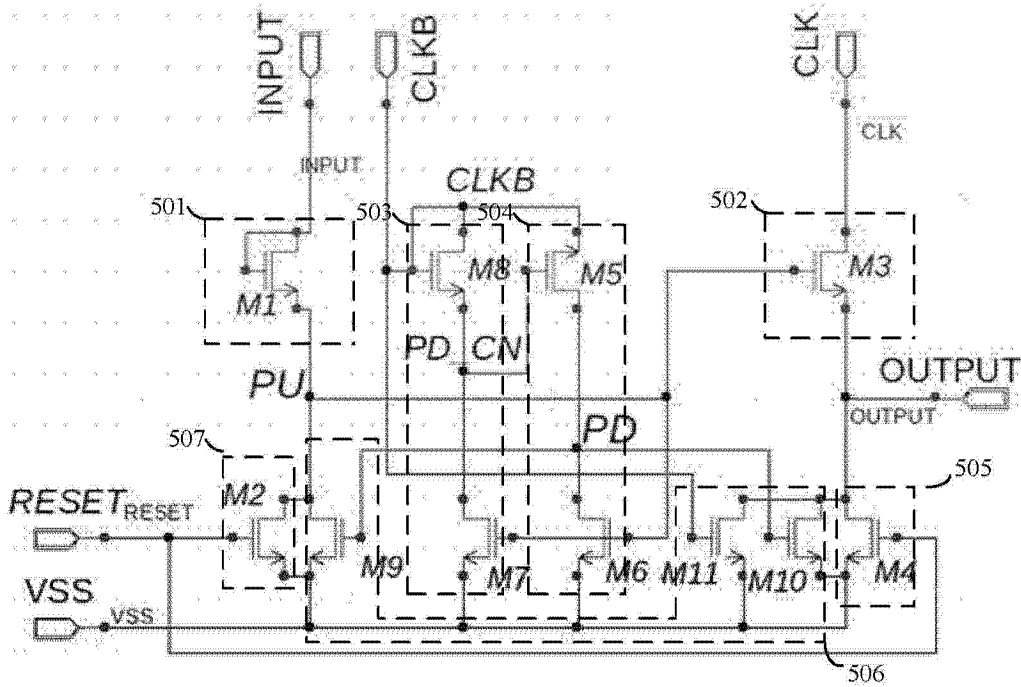 INPUT
CLKB
CLK
CLK
INPUT
CLKB
501
503
504
502
M8
M5
M3
M1
PD_CN
PU
OUTPUT
OUTPUT
PD
507
505
M2
RESET
RESET
M9
M7
M6
M11
M10
M4
VSS
VSS
506